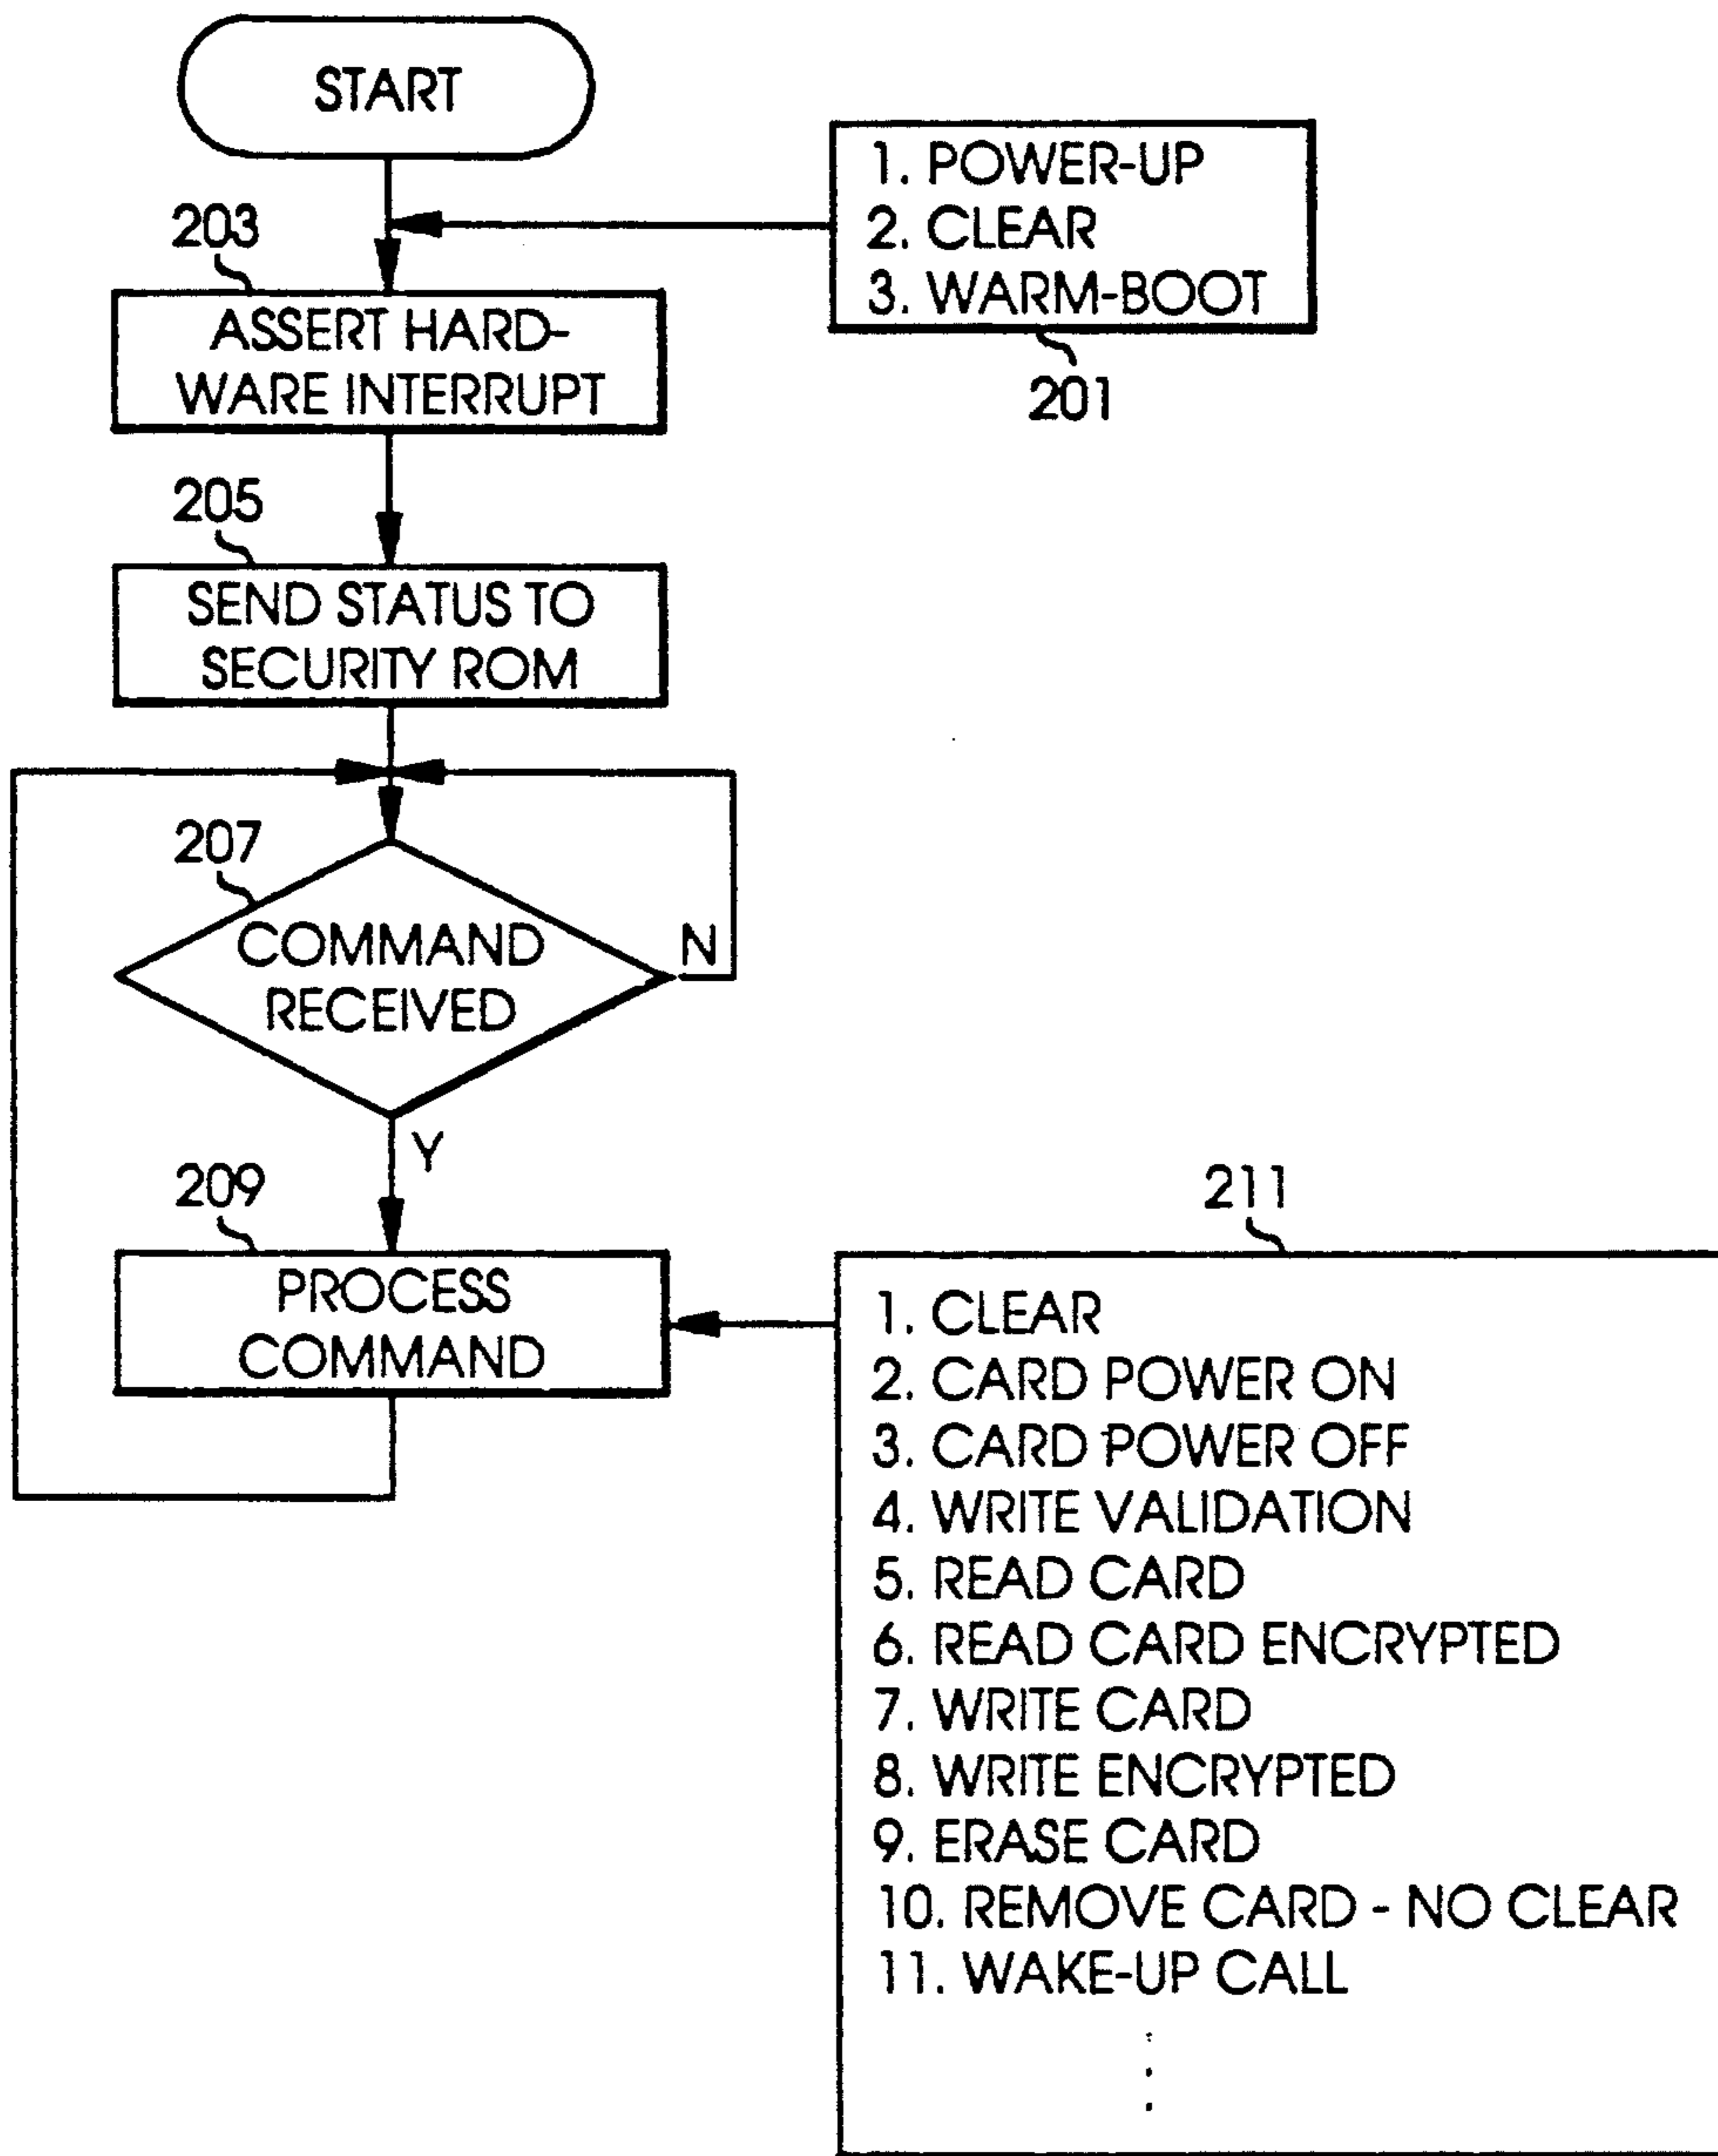 START
1. POWER-UP
2. CLEAR
3. WARM-BOOT
201
203
ASSERT HARD-
WARE INTERRUPT
205
SEND STATUS TO
SECURITY ROM
207
COMMAND
RECEIVED
N
Y
209
PROCESS
COMMAND
211
1. CLEAR
2. CARD POWER ON
3. CARD POWER OFF
4. WRITE VALIDATION
5. READ CARD
6. READ CARD ENCRYPTED
7. WRITE CARD
8. WRITE ENCRYPTED
9. ERASE CARD
10. REMOVE CARD - NO CLEAR
11. WAKE-UP CALL